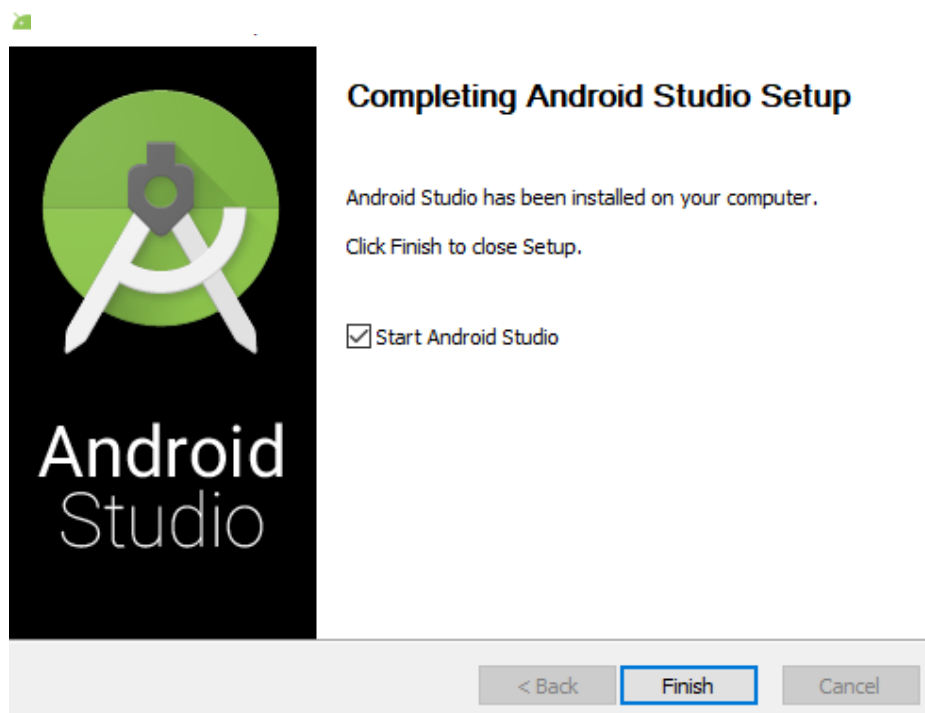 Completing Android Studio Setup
Android Studio has been installed on your computer.
Click Finish to close Setup.
Start Android Studio
Android
Studio
< Back
Finish
Cancel